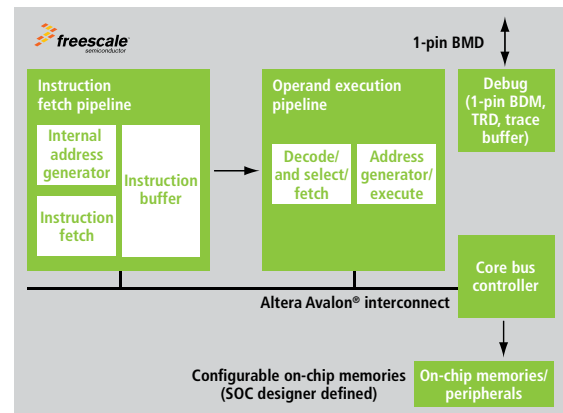 freescale
semiconductor
1-pin BMD
Instruction
fetch pipeline
Internal
address
generator
Instruction
fetch
Instruction
buffer
Operand execution
pipeline
Decode/
and select/
fetch
Address
generator/
execute
Debug
(1-pin BDM,
TRD, trace
buffer)
Core bus
controller
Altera Avalon® interconnect
Configurable on-chip memories
(SOC designer defined)
On-chip memories/
peripherals